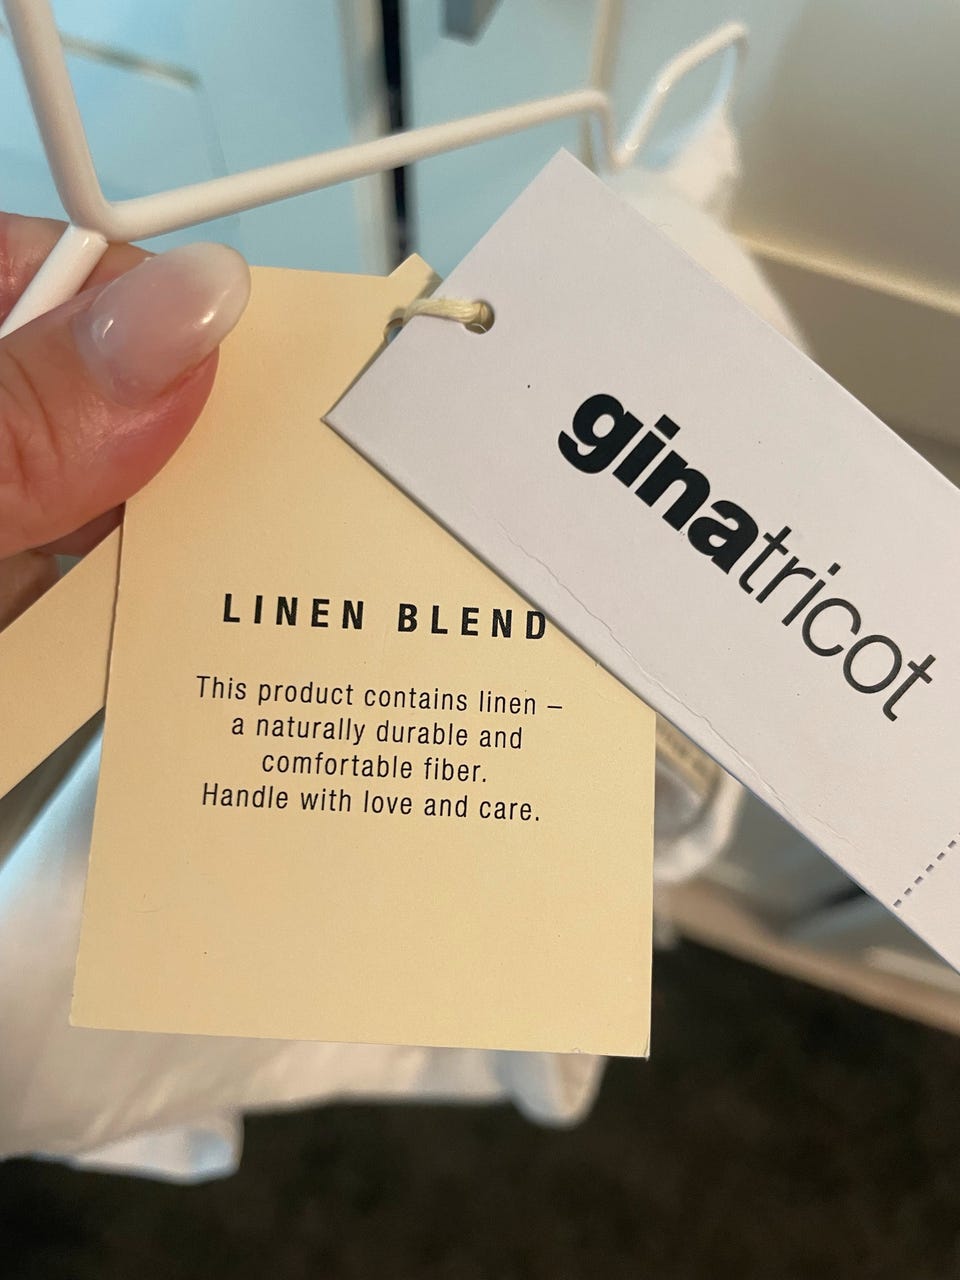 ginatricot
LINEN BLEND
This product contains linen –
a naturally durable and
comfortable fiber.
Handle with love and care.